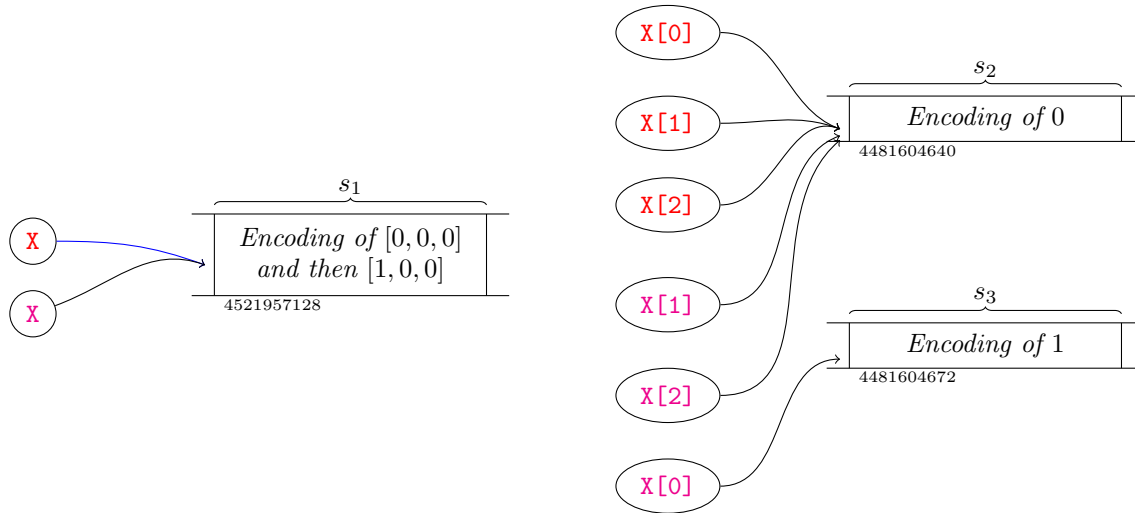 X
X
s₁
Encoding of [0, 0, 0]
and then [1, 0, 0]
4521957128
X[0]
X[1]
X[2]
X[1]
X[2]
X[0]
s₂
Encoding of 0
4481604640
s₃
Encoding of 1
4481604672